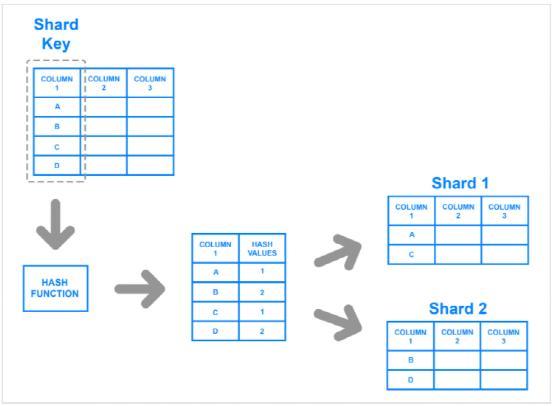 Shard
Key
COLUMN 1 COLUMN 2 COLUMN 3
A
B
C
D
HASH
FUNCTION
COLUMN 1 HASH VALUES
A 1
B 2
C 1
D 2
Shard 1
COLUMN 1 COLUMN 2 COLUMN 3
A
C
Shard 2
COLUMN 1 COLUMN 2 COLUMN 3
B
D